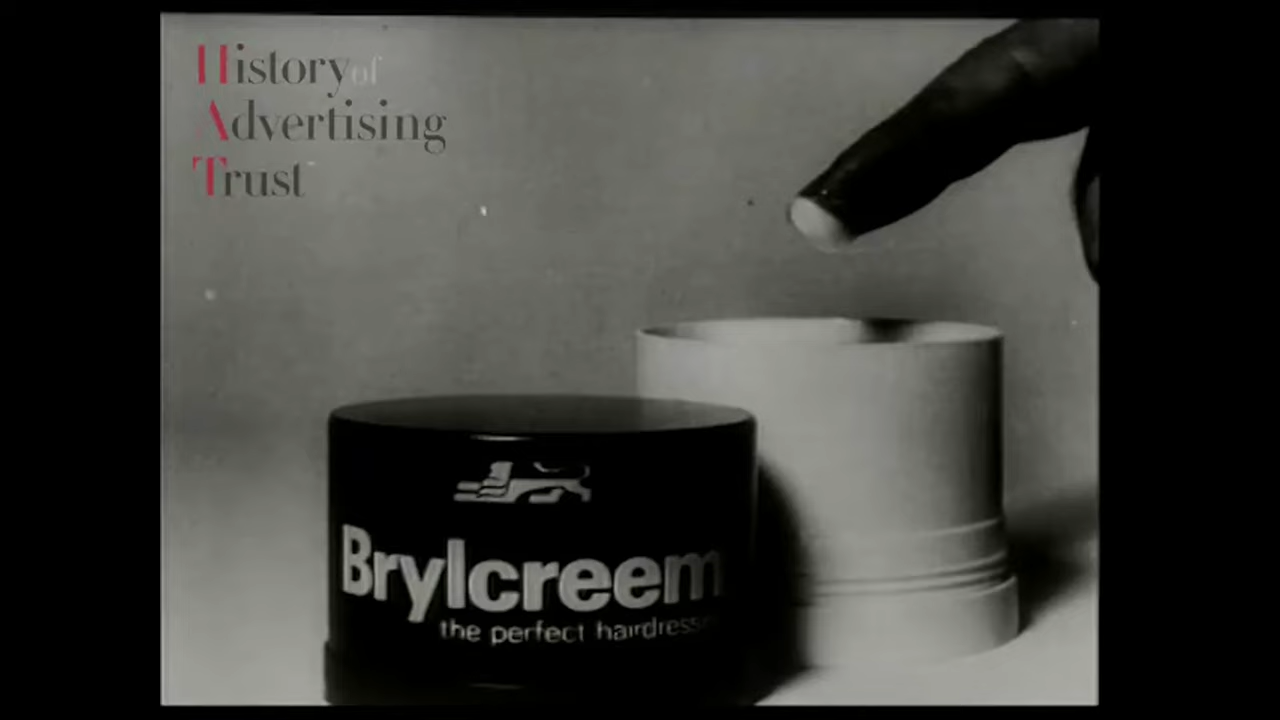 History of
Advertising
Trust
Brylcreem
the perfect hairdress